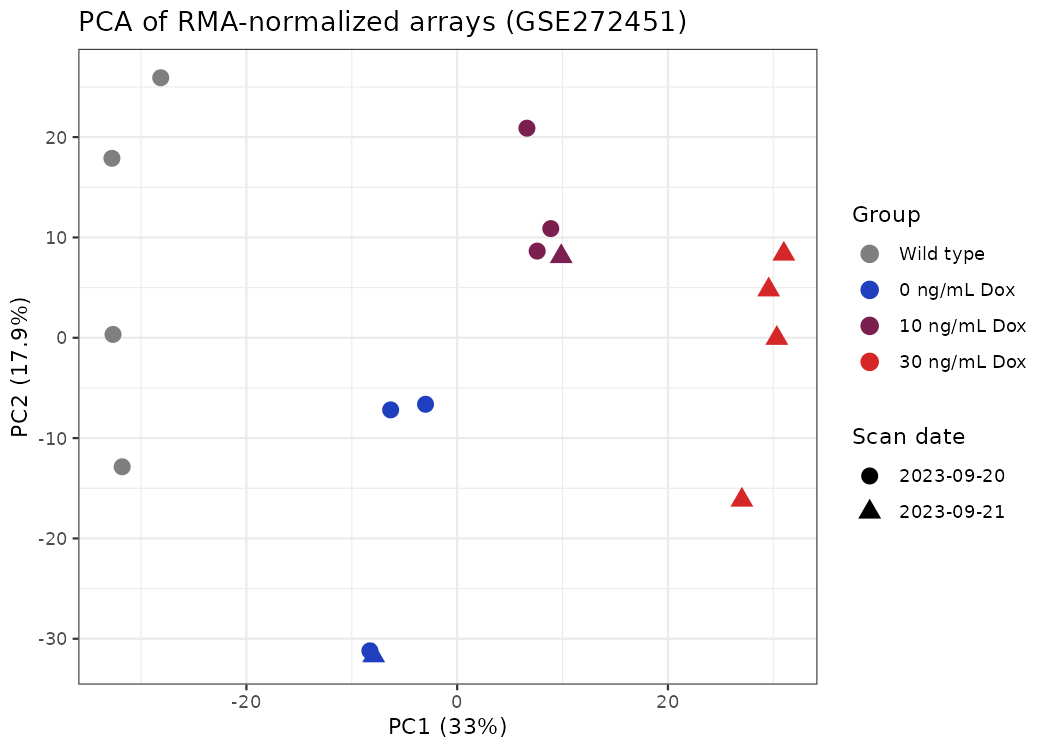 PCA of RMA-normalized arrays (GSE272451)
20
10
0
-10
-20
-30
PC2 (17.9%)
-20
0
20
PC1 (33%)
Group
Wild type
0 ng/mL Dox
10 ng/mL Dox
30 ng/mL Dox
Scan date
2023-09-20
2023-09-21